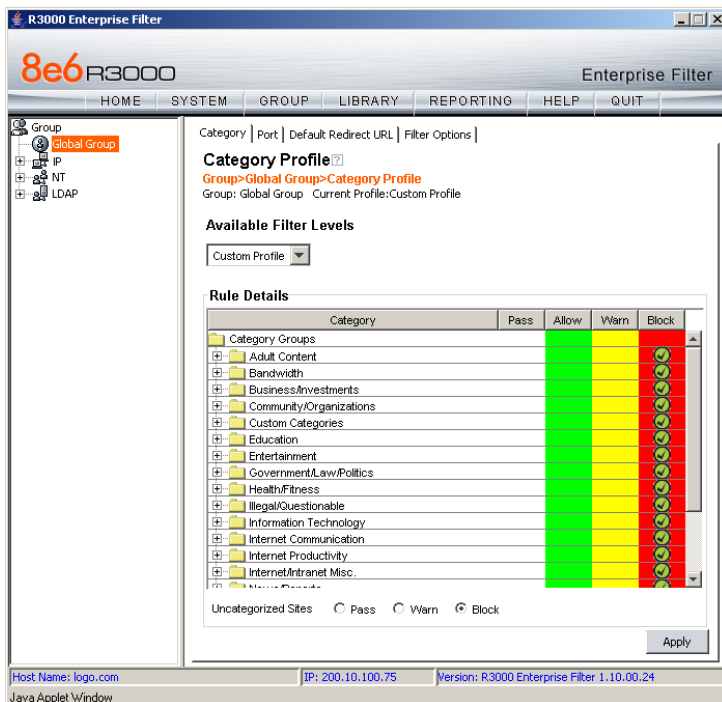 R3000 Enterprise Filter
8e6 R3000
Enterprise Filter
HOME SYSTEM GROUP LIBRARY REPORTING HELP QUIT
Group
Global Group
IP
NT
LDAP
Category Port Default Redirect URL Filter Options
Category Profile ?
Group>Global Group>Category Profile
Group: Global Group Current Profile:Custom Profile
Available Filter Levels
Custom Profile
Rule Details
Category Pass Allow Warn Block
Category Groups
Adult Content
Bandwidth
Business/Investments
Community/Organizations
Custom Categories
Education
Entertainment
Government/Law/Politics
Health/Fitness
Illegal/Questionable
Information Technology
Internet Communication
Internet Productivity
Internet/Intranet Misc.
Uncategorized Sites Pass Warn Block
Apply
Host Name: logo.com IP: 200.10.100.75 Version: R3000 Enterprise Filter 1.10.00.24
Java Applet Window